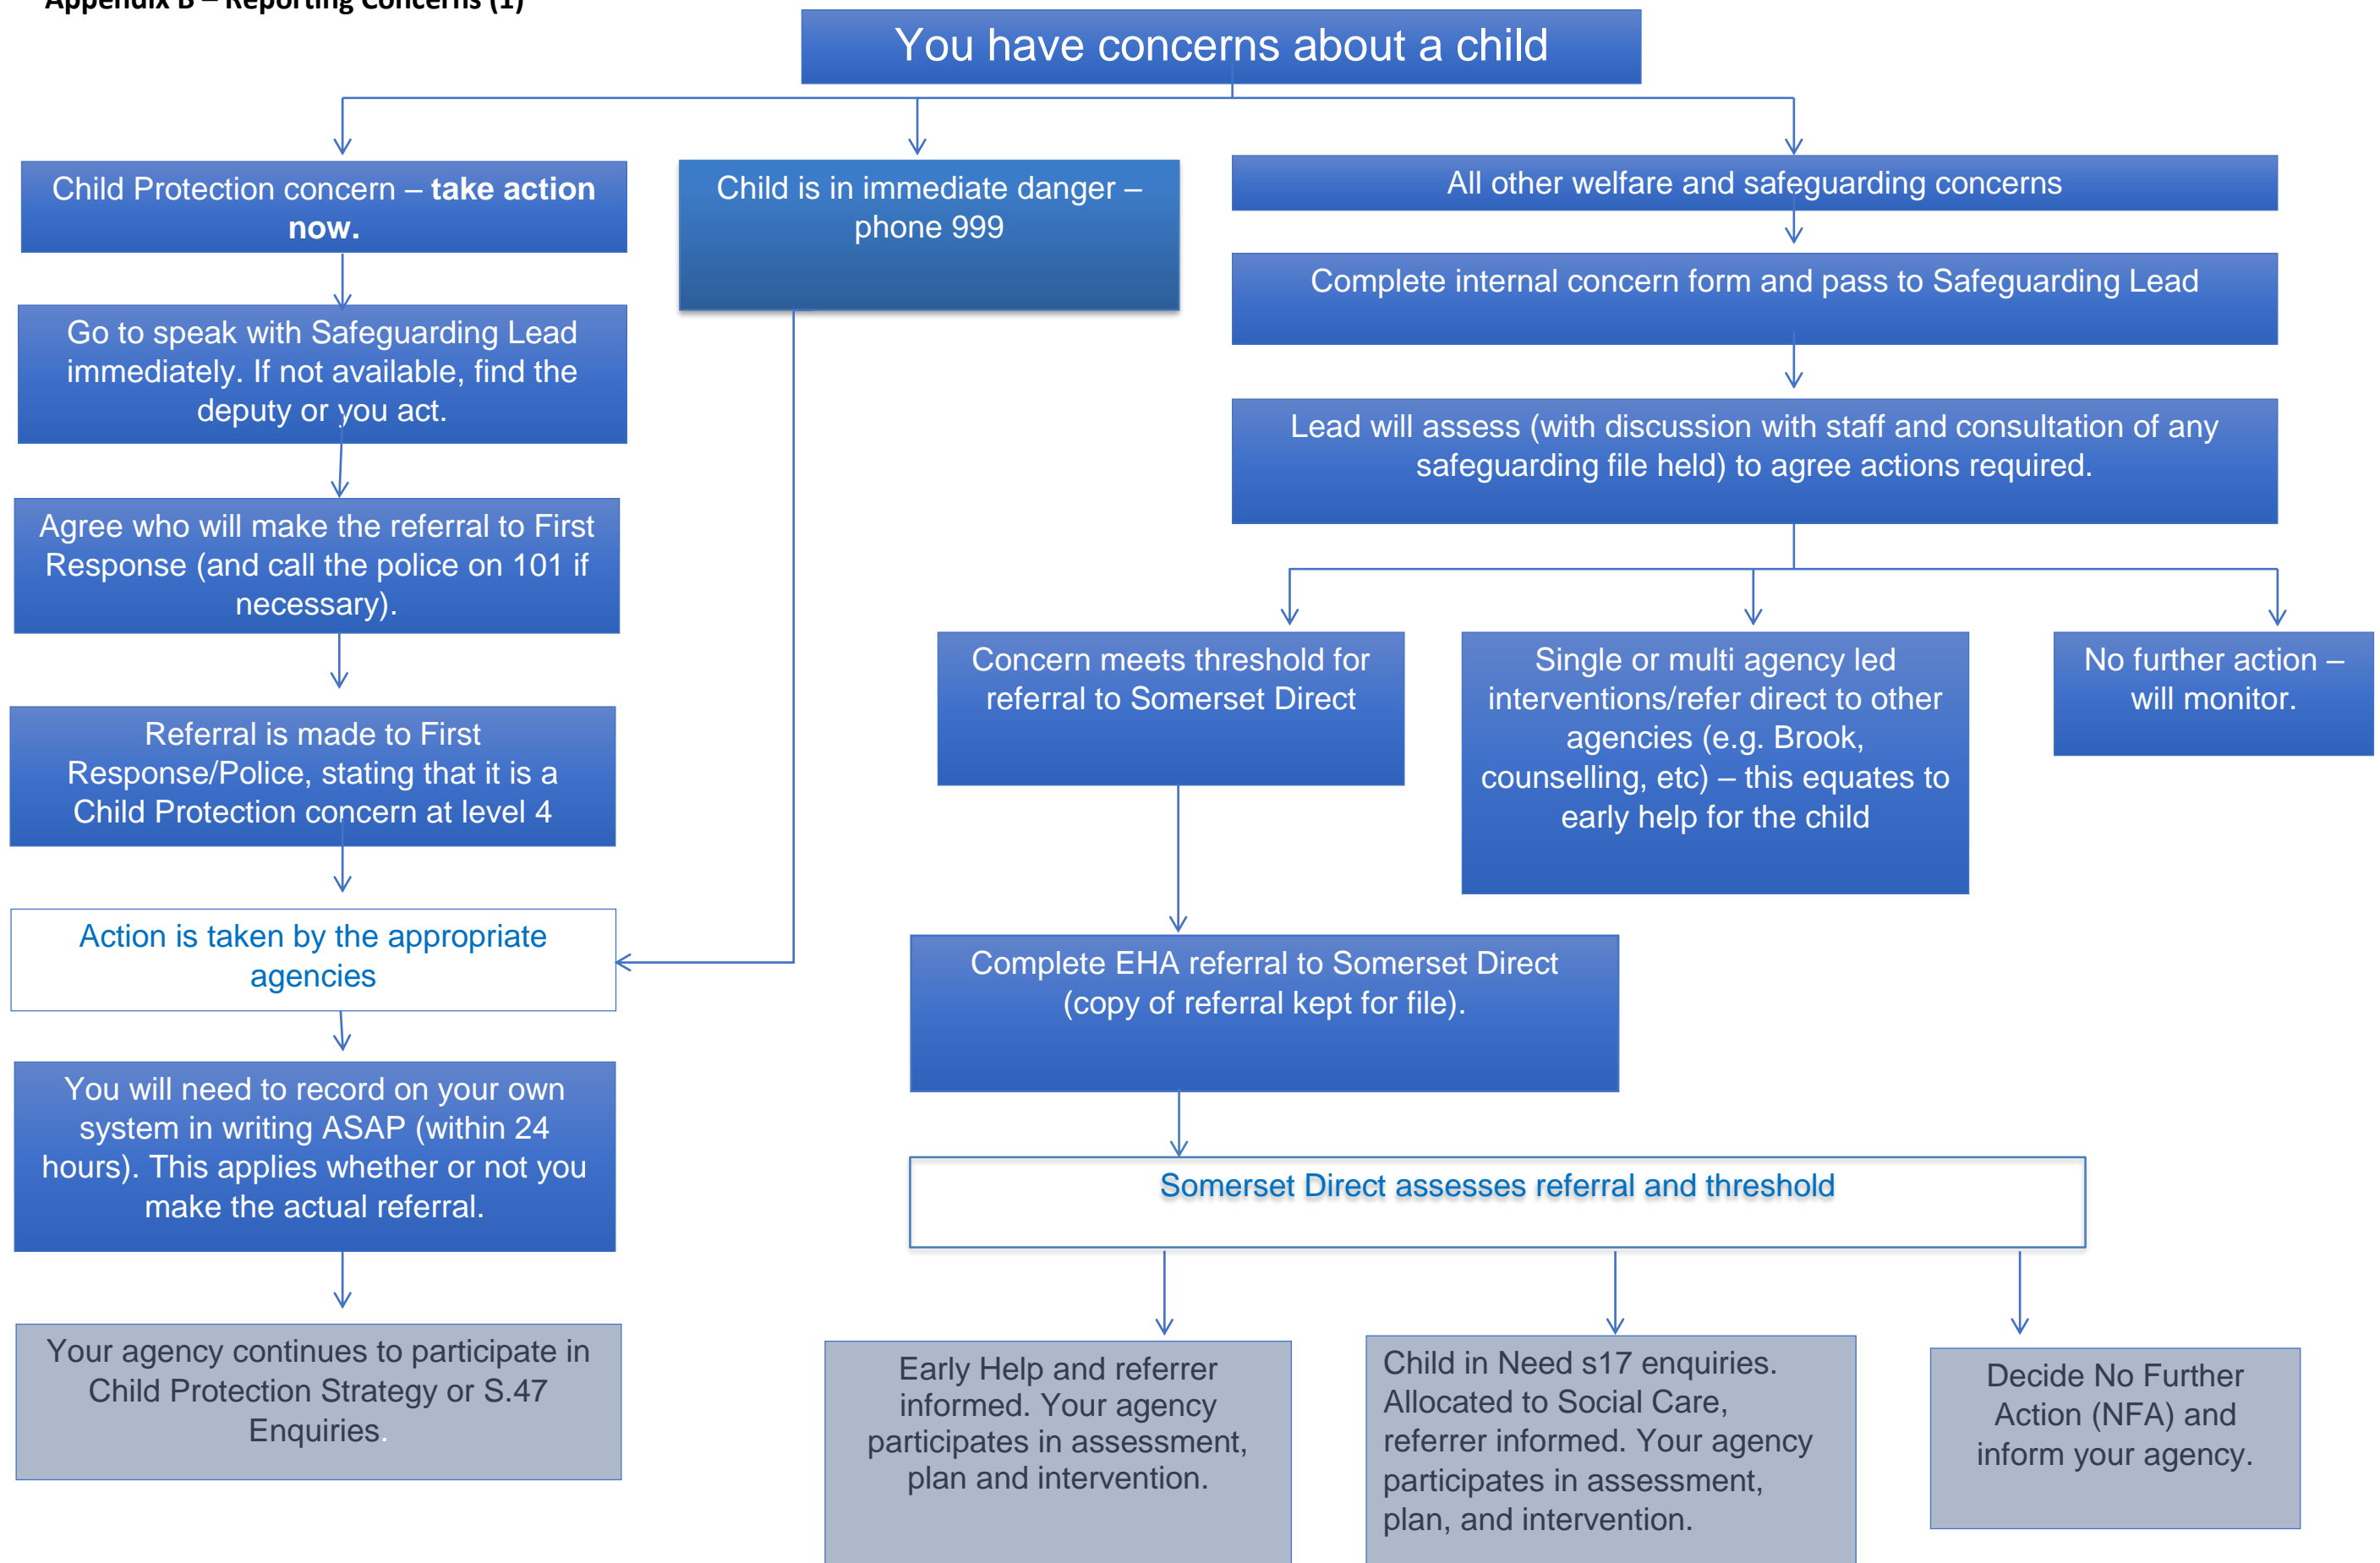 Appendix B – Reporting Concerns (1)
You have concerns about a child
Child Protection concern – take action
now.
Go to speak with Safeguarding Lead
immediately. If not available, find the
deputy or you act.
Agree who will make the referral to First
Response (and call the police on 101 if
necessary).
Referral is made to First
Response/Police, stating that it is a
Child Protection concern at level 4
Action is taken by the appropriate
agencies
You will need to record on your own
system in writing ASAP (within 24
hours). This applies whether or not you
make the actual referral.
Your agency continues to participate in
Child Protection Strategy or S.47
Enquiries.
Child is in immediate danger –
phone 999
All other welfare and safeguarding concerns
Complete internal concern form and pass to Safeguarding Lead
Lead will assess (with discussion with staff and consultation of any
safeguarding file held) to agree actions required.
Concern meets threshold for
referral to Somerset Direct
Single or multi agency led
interventions/refer direct to other
agencies (e.g. Brook,
counselling, etc) – this equates to
early help for the child
No further action –
will monitor.
Complete EHA referral to Somerset Direct
(copy of referral kept for file).
Somerset Direct assesses referral and threshold
Early Help and referrer
informed. Your agency
participates in assessment,
plan and intervention.
Child in Need s17 enquiries.
Allocated to Social Care,
referrer informed. Your agency
participates in assessment,
plan, and intervention.
Decide No Further
Action (NFA) and
inform your agency.